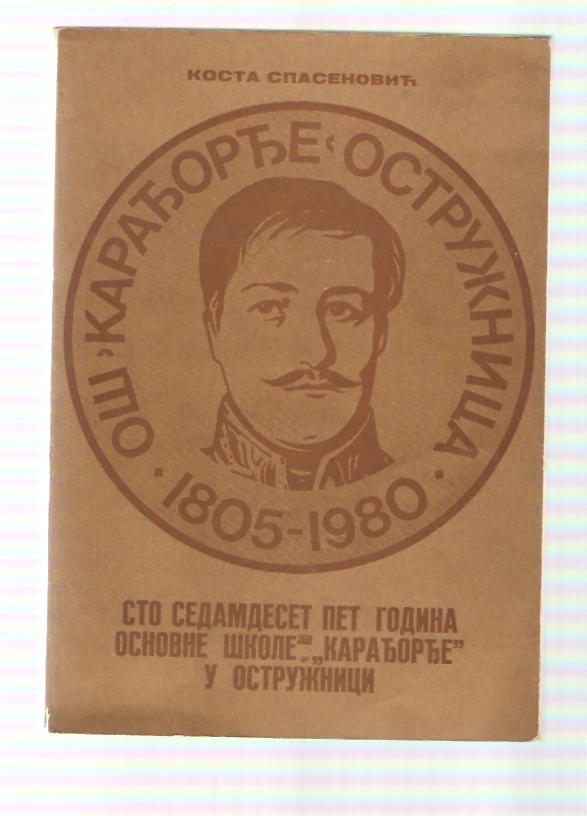 КОСТА СПАСЕНОВИЋ
ОШ ›КАРАЂОРЂЕ‹ ОСТРУЖНИЦА
· 1805-1980 ·
СТО СЕДАМДЕСЕТ ПЕТ ГОДИНА
ОСНОВНЕ ШКОЛЕ „КАРАЂОРЂЕ”
У ОСТРУЖНИЦИ